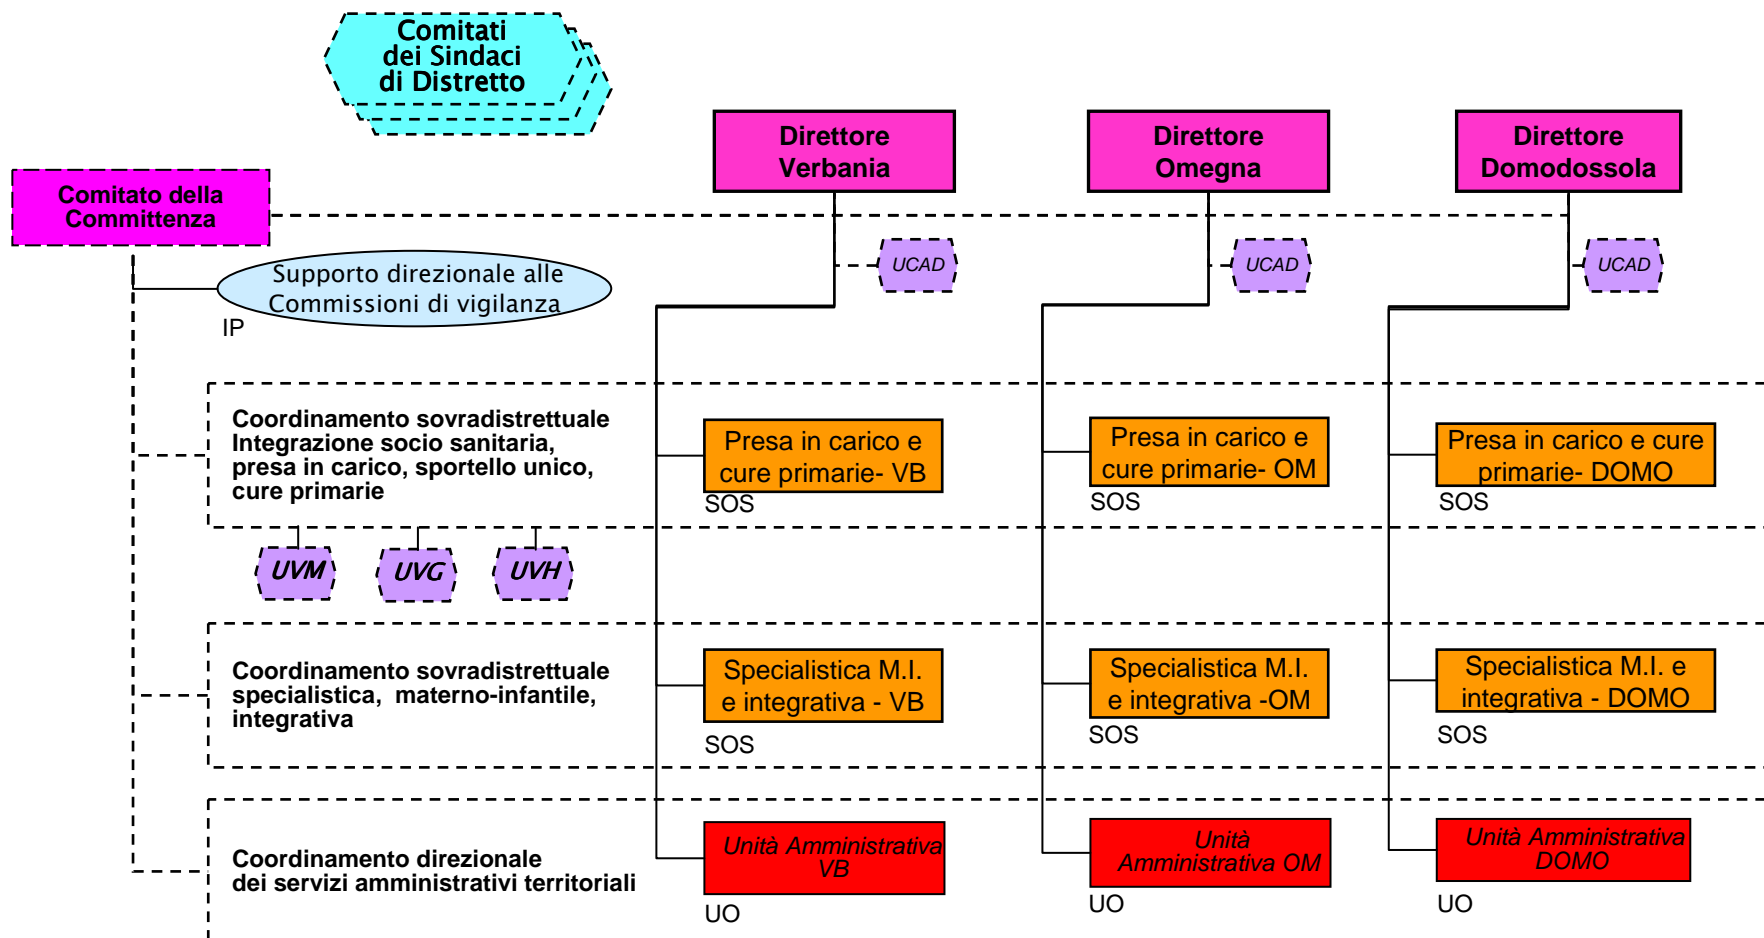 Comitati
dei Sindaci
di Distretto
Direttore
Verbania
Direttore
Omegna
Direttore
Domodossola
Comitato della
Committenza
UCAD
UCAD
UCAD
Supporto direzionale alle
Commissioni di vigilanza
IP
Coordinamento sovradistrettuale
Integrazione socio sanitaria,
presa in carico, sportello unico,
cure primarie
Presa in carico e
cure primarie- VB
SOS
Presa in carico e
cure primarie- OM
SOS
Presa in carico e cure
primarie- DOMO
SOS
UVM
UVG
UVH
Coordinamento sovradistrettuale
specialistica, materno-infantile,
integrativa
Specialistica M.I.
e integrativa - VB
SOS
Specialistica M.I.
e integrativa -OM
SOS
Specialistica M.I. e
integrativa - DOMO
SOS
Coordinamento direzionale
dei servizi amministrativi territoriali
Unità Amministrativa
VB
UO
Unità
Amministrativa OM
UO
Unità Amministrativa
DOMO
UO